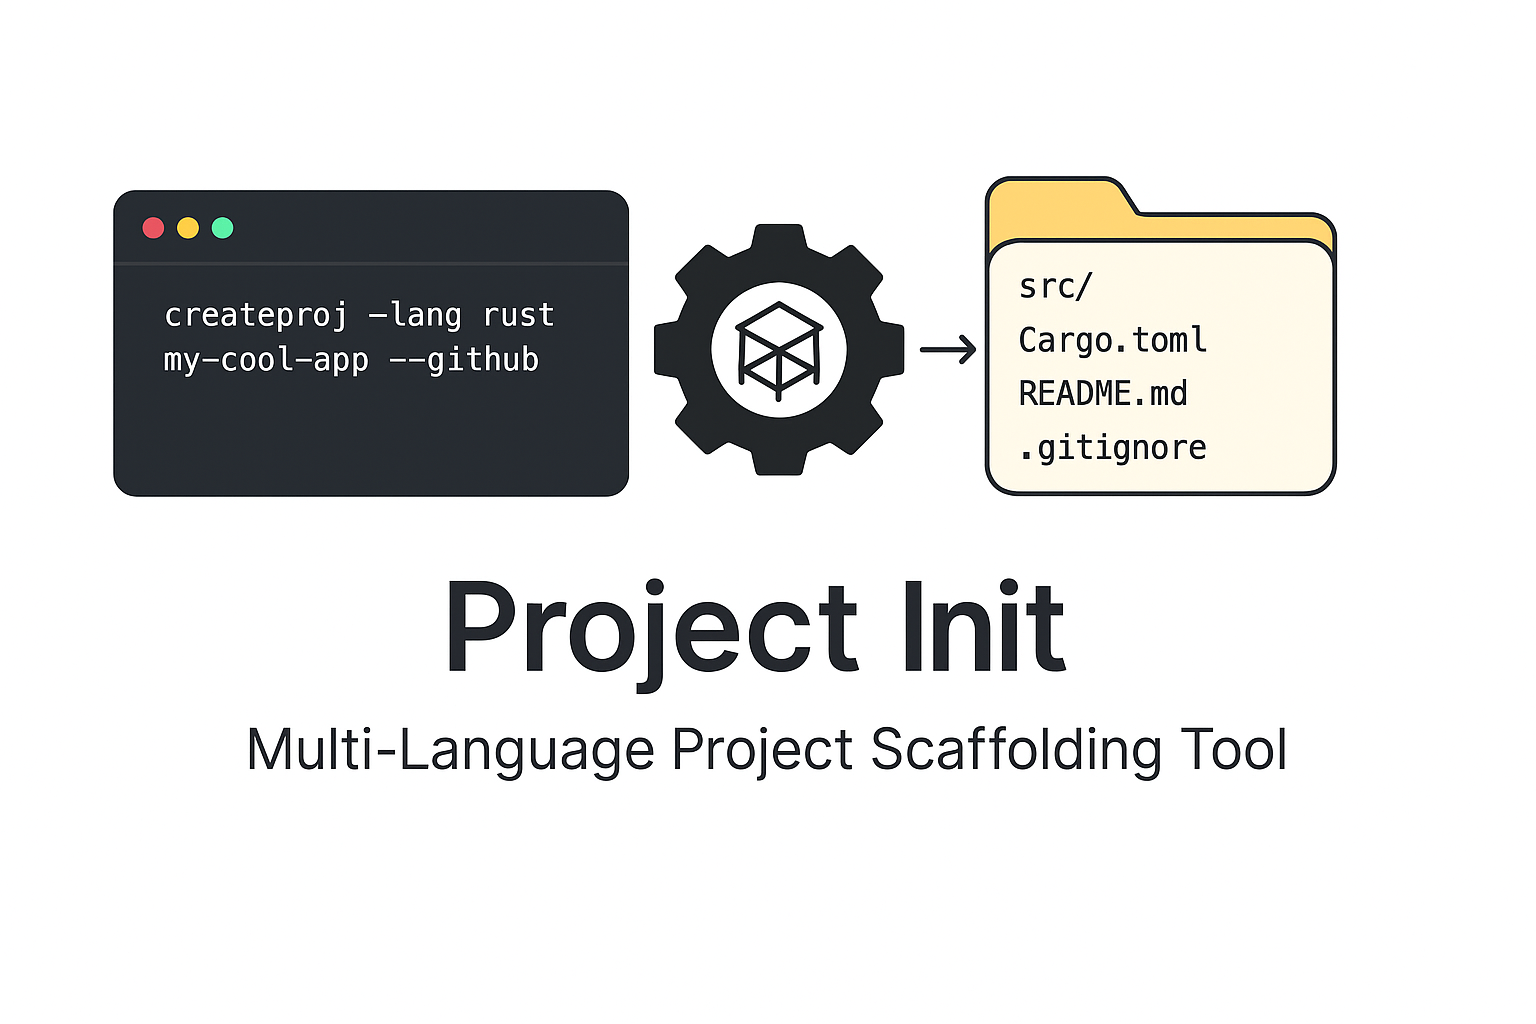 createproj –lang rust
my-cool-app --github
src/
Cargo.toml
README.md
.gitignore
Project Init
Multi-Language Project Scaffolding Tool